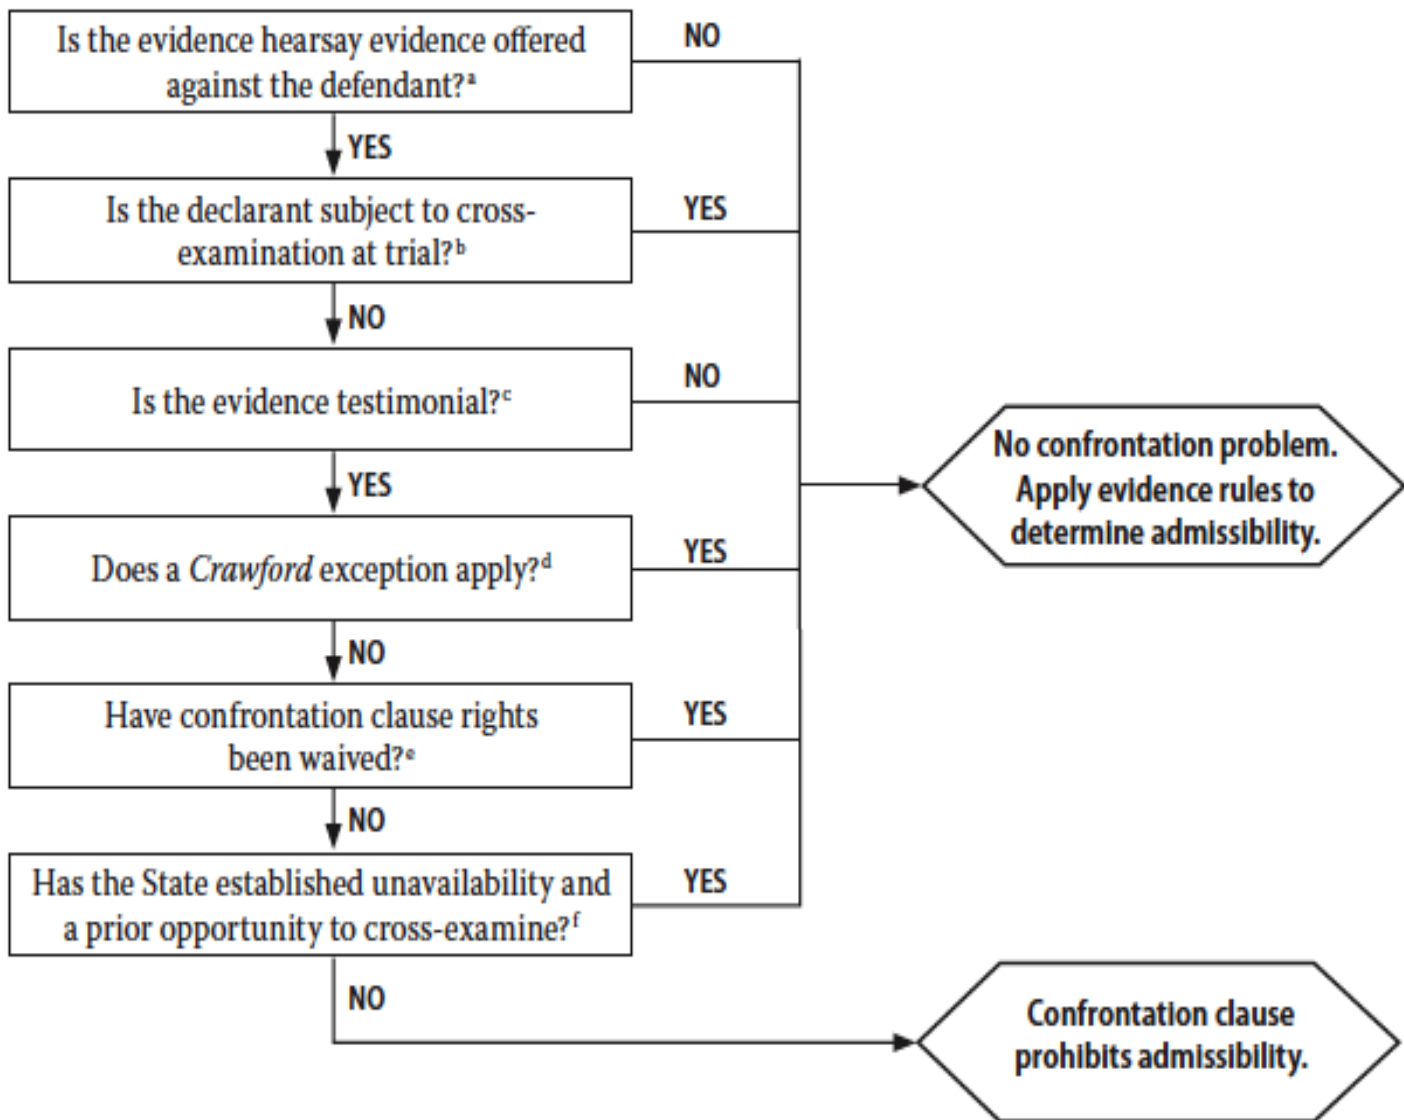 Is the evidence hearsay evidence offered
against the defendant?ᵃ
NO
YES
Is the declarant subject to cross-
examination at trial?ᵇ
YES
NO
Is the evidence testimonial?ᶜ
NO
YES
Does a Crawford exception apply?ᵈ
YES
NO
Have confrontation clause rights
been waived?ᵉ
YES
NO
Has the State established unavailability and
a prior opportunity to cross-examine?ᶠ
YES
NO
No confrontation problem.
Apply evidence rules to
determine admissibility.
Confrontation clause
prohibits admissibility.